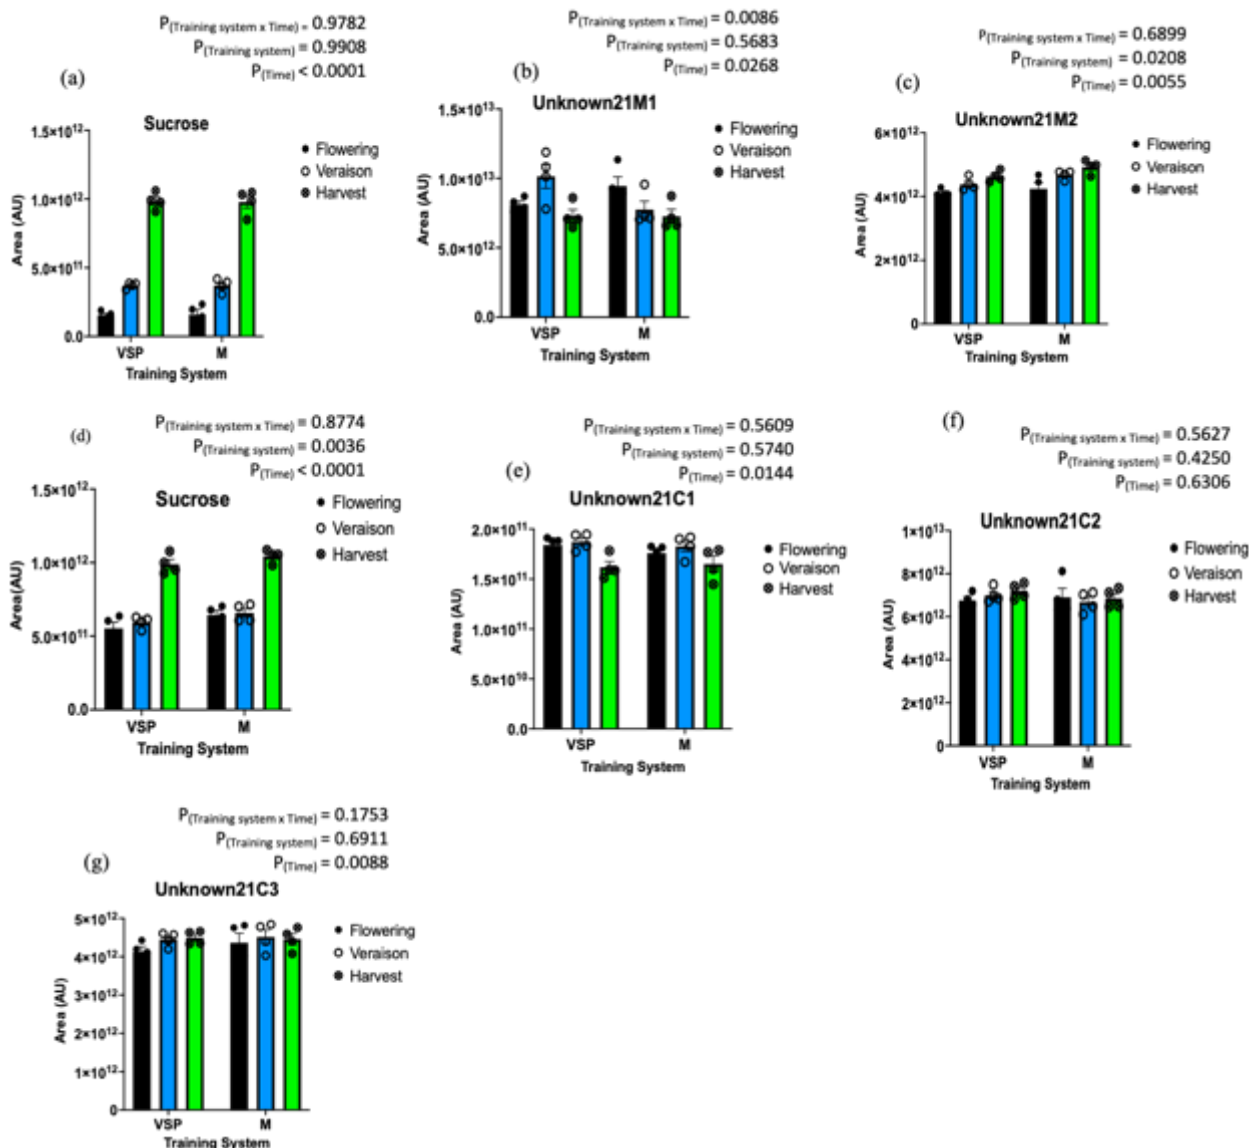 P(Training system x Time) = 0.9782
P(Training system) = 0.9908
P(Time) < 0.0001
(a)
Sucrose
1.5×10¹²
1.0×10¹²
5.0×10¹¹
0.0
Area (AU)
Flowering
Veraison
Harvest
VSP M
Training System
P(Training system x Time) = 0.0086
P(Training system) = 0.5683
P(Time) = 0.0268
(b)
Unknown21M1
1.5×10¹³
1.0×10¹³
5.0×10¹²
0.0
Area (AU)
Flowering
Veraison
Harvest
VSP M
Training System
P(Training system x Time) = 0.6899
P(Training system) = 0.0208
P(Time) = 0.0055
(c)
Unknown21M2
6×10¹²
4×10¹²
2×10¹²
0
Area (AU)
Flowering
Veraison
Harvest
VSP M
Training System
P(Training system x Time) = 0.8774
P(Training system) = 0.0036
P(Time) < 0.0001
(d)
Sucrose
1.5×10¹²
1.0×10¹²
5.0×10¹¹
0.0
Area(AU)
Flowering
Veraison
Harvest
VSP M
Training System
P(Training system x Time) = 0.5609
P(Training system) = 0.5740
P(Time) = 0.0144
(e)
Unknown21C1
2.0×10¹¹
1.5×10¹¹
1.0×10¹¹
5.0×10¹⁰
0.0
Area (AU)
Flowering
Veraison
Harvest
VSP M
Training System
(f)
P(Training system x Time) = 0.5627
P(Training system) = 0.4250
P(Time) = 0.6306
Unknown21C2
1×10¹³
8×10¹²
6×10¹²
4×10¹²
2×10¹²
0
Area (AU)
Flowering
Veraison
Harvest
VSP M
Training System
P(Training system x Time) = 0.1753
P(Training system) = 0.6911
P(Time) = 0.0088
(g)
Unknown21C3
5×10¹²
4×10¹²
4×10¹²
2×10¹²
1×10¹²
0
Area (AU)
Flowering
Veraison
Harvest
VSP M
Training System